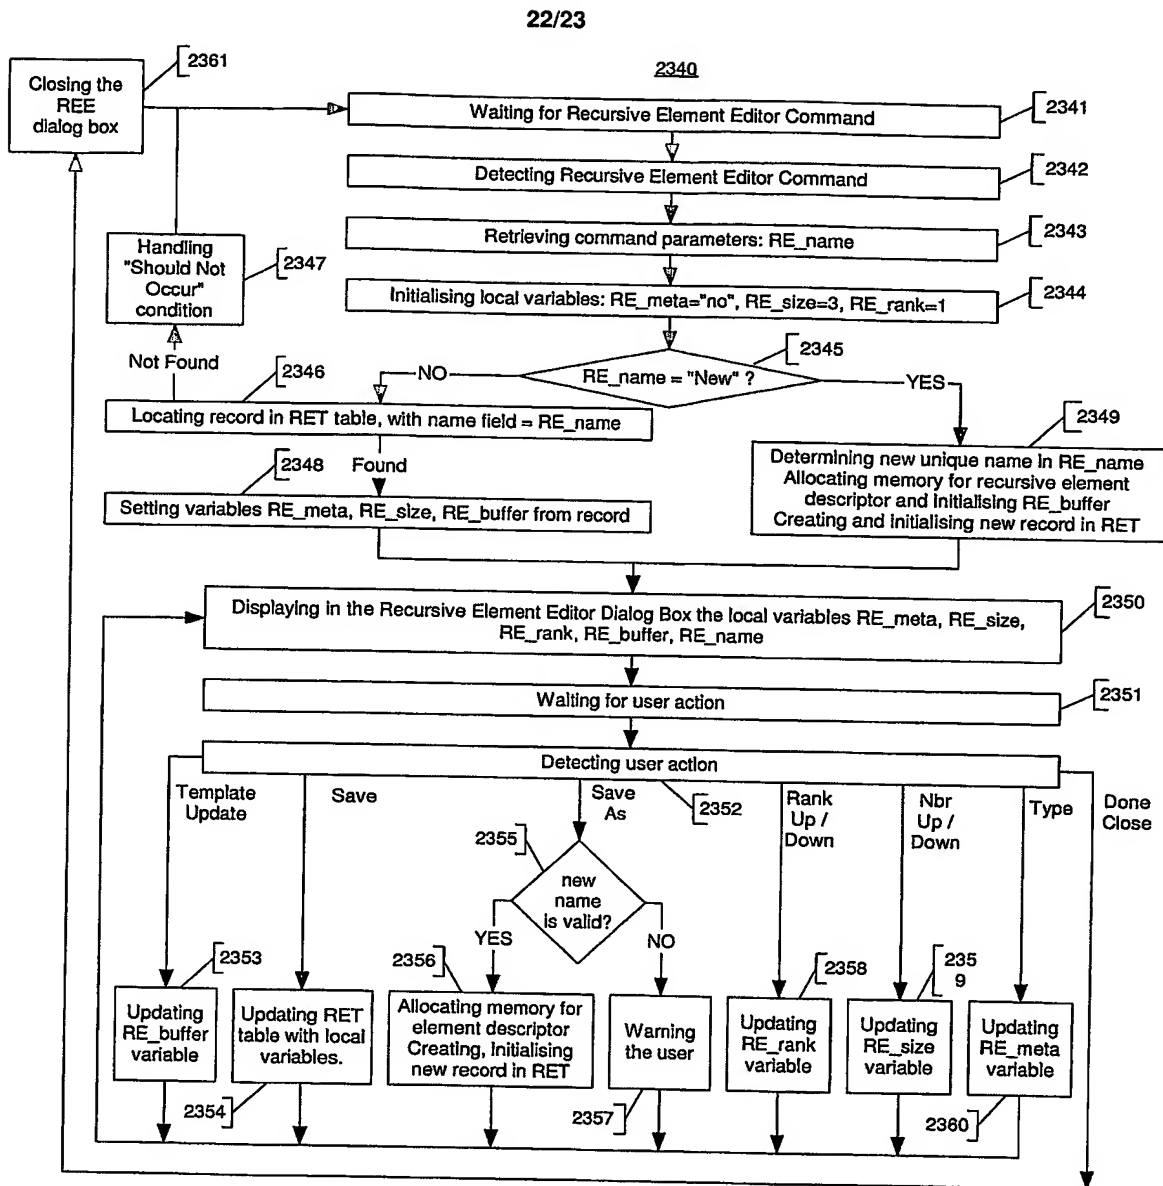 22/23
Closing the
REE
dialog box
2361
2340
Waiting for Recursive Element Editor Command
2341
Detecting Recursive Element Editor Command
2342
Retrieving command parameters: RE_name
2343
Initialising local variables: RE_meta="no", RE_size=3, RE_rank=1
2344
Handling
"Should Not
Occur"
condition
2347
Not Found
2346
NO
RE_name = "New" ?
2345
YES
Locating record in RET table, with name field = RE_name
2348
Found
Setting variables RE_meta, RE_size, RE_buffer from record
2349
Determining new unique name in RE_name
Allocating memory for recursive element
descriptor and initialising RE_buffer
Creating and initialising new record in RET
Displaying in the Recursive Element Editor Dialog Box the local variables RE_meta, RE_size,
RE_rank, RE_buffer, RE_name
2350
Waiting for user action
2351
Detecting user action
2352
Template
Update
Save
Save
As
Rank
Up /
Down
Nbr
Up /
Down
Type
Done
Close
2355
new
name
is valid?
YES
NO
2353
Updating
RE_buffer
variable
Updating RET
table with local
variables.
2354
2356
Allocating memory for
element descriptor
Creating, initialising
new record in RET
Warning
the user
2357
2358
Updating
RE_rank
variable
235
9
Updating
RE_size
variable
Updating
RE_meta
variable
2360